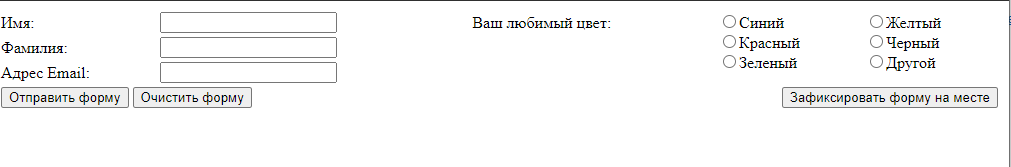 Имя: Ваш любимый цвет: Синий Желтый
Фамилия: Красный Черный
Адрес Email: Зеленый Другой
Отправить форму Очистить форму Зафиксировать форму на месте